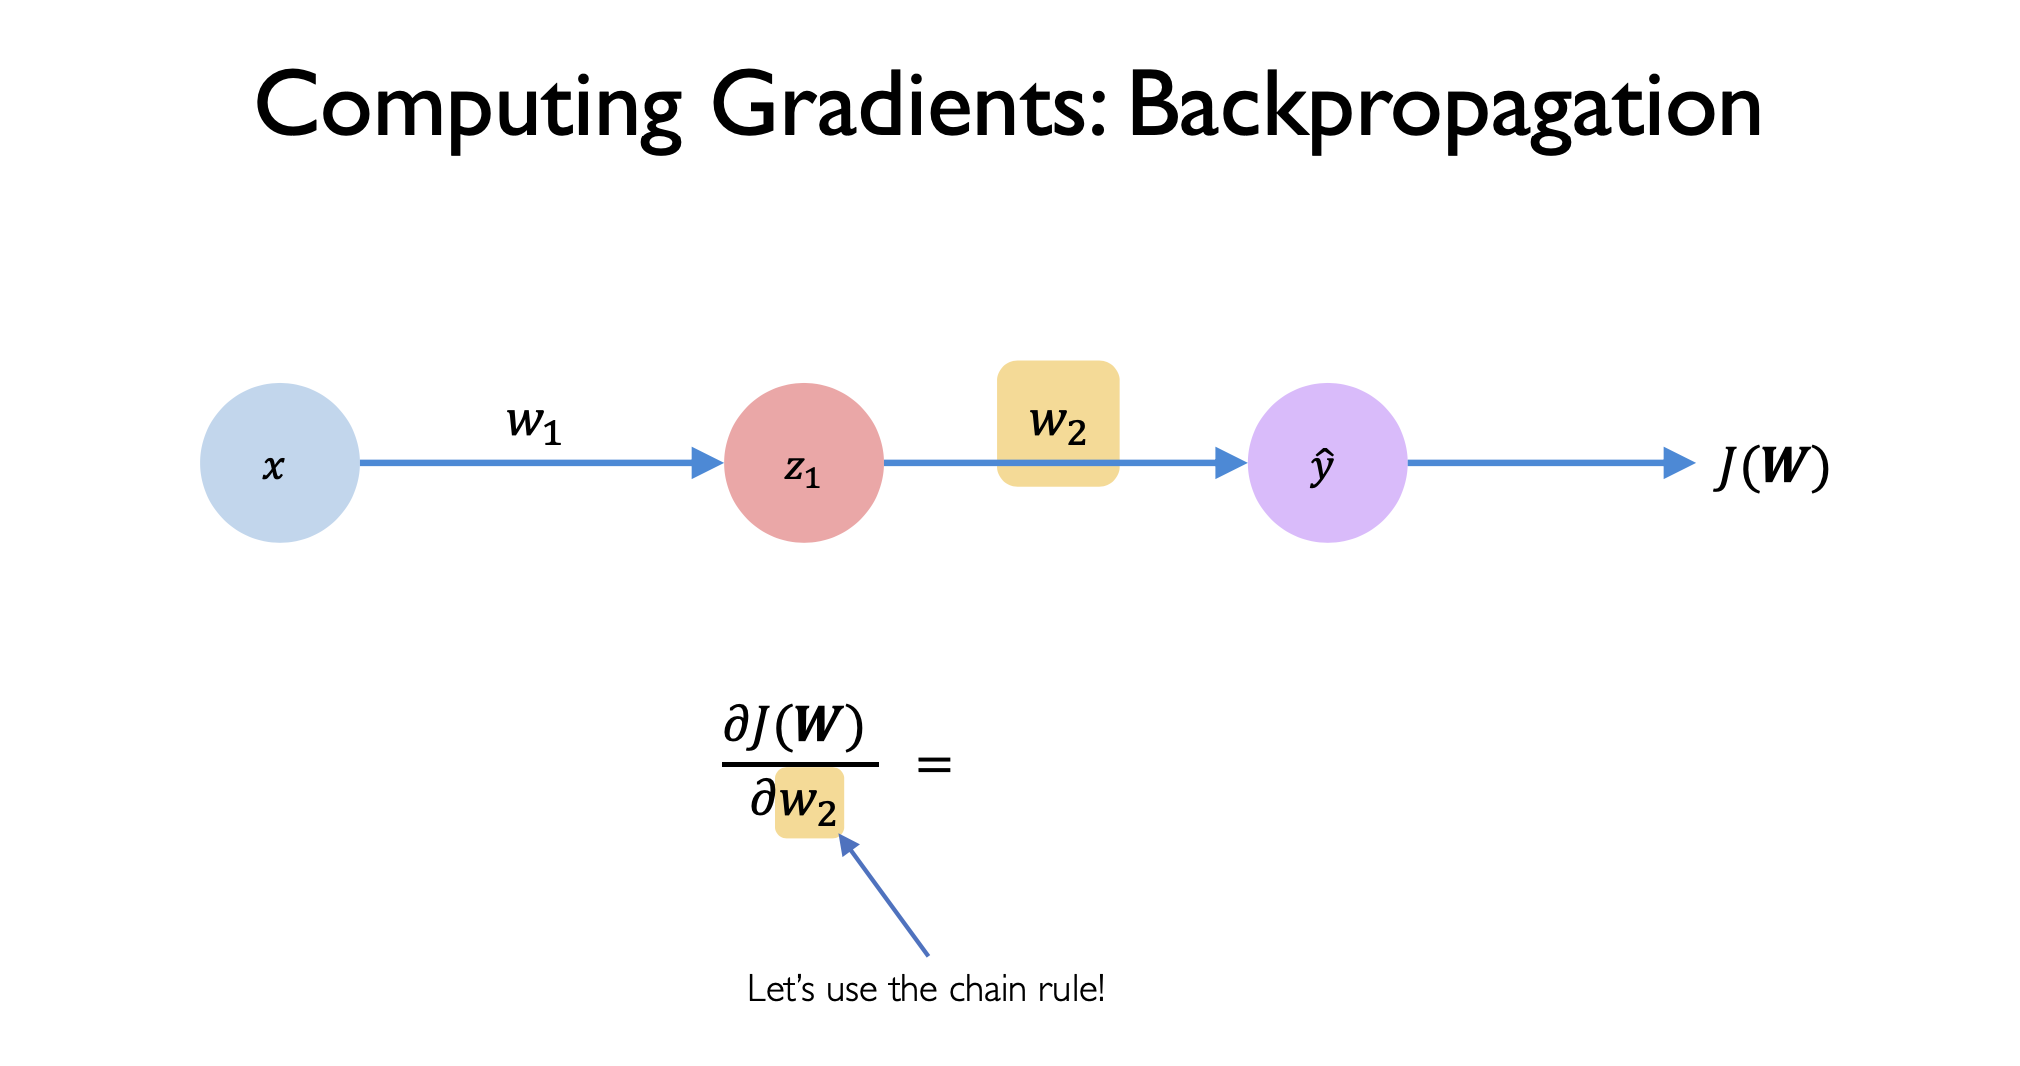 Computing Gradients: Backpropagation
x w₁ z₁ w₂ ŷ J(W)
∂J(W)
∂w₂
=
Let's use the chain rule!